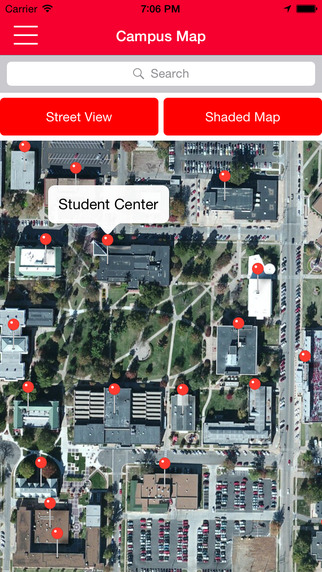 Carrier 7:06 PM
Campus Map
Search
Street View Shaded Map
Student Center